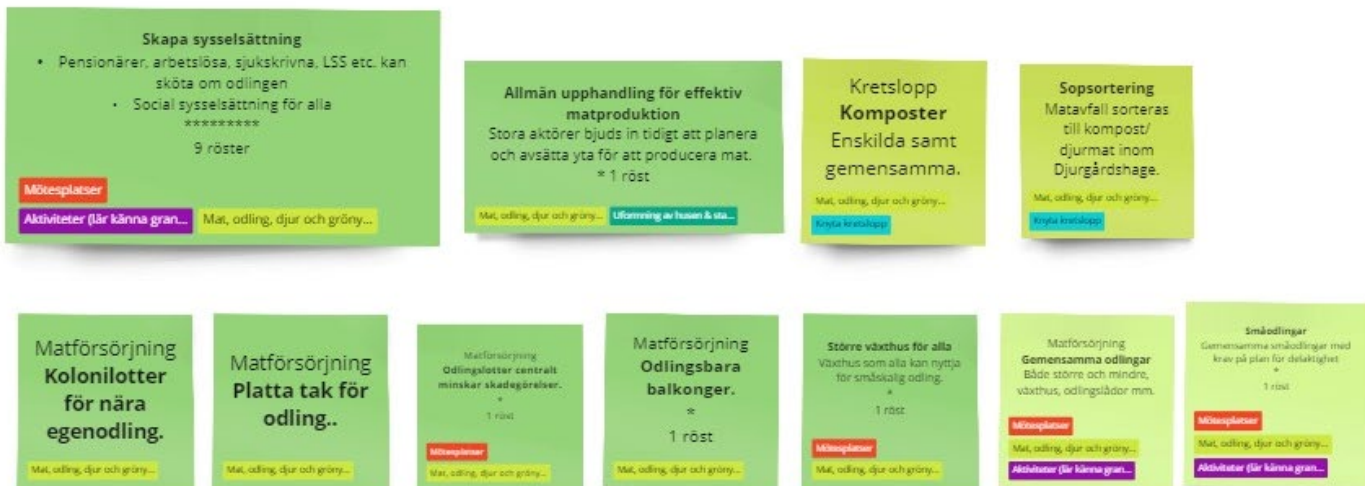 Skapa sysselsättning
• Pensionärer, arbetslösa, sjukskrivna, LSS etc. kan
sköta om odlingen
• Social sysselsättning för alla
*********
9 röster
Mötesplatser
Aktiviteter (lär känna gran...
Mat, odling, djur och gröny...
Allmän upphandling för effektiv
matproduktion
Stora aktörer bjuds in tidigt att planera
och avsätta yta för att producera mat.
* 1 röst
Mat, odling, djur och gröny...
Uformning av husen & sta...
Kretslopp
Komposter
Enskilda samt
gemensamma.
Mat, odling, djur och gröny...
Knyta kretslopp
Sopsortering
Matavfall sorteras
till kompost/
djurmat inom
Djurgårdshage.
Mat, odling, djur och gröny...
Knyta kretslopp
Matförsörjning
Kolonilotter
för nära
egenodling.
Mat, odling, djur och gröny...
Matförsörjning
Platta tak för
odling..
Mat, odling, djur och gröny...
Matförsörjning
Odlingslotter centralt
minskar skadegörelser.
*
1 röst
Mötesplatser
Mat, odling, djur och gröny...
Matförsörjning
Odlingsbara
balkonger.
*
1 röst
Mat, odling, djur och gröny...
Större växthus för alla
Växthus som alla kan nyttja
för småskalig odling.
*
1 röst
Mötesplatser
Mat, odling, djur och gröny...
Matförsörjning
Gemensamma odlingar
Både större och mindre,
växthus, odlingslådor mm.
Mötesplatser
Mat, odling, djur och gröny...
Aktiviteter (lär känna gran...
Småodlingar
Gemensamma småodlingar med
krav på plan för delaktighet
*
1 röst
Mötesplatser
Mat, odling, djur och gröny...
Aktiviteter (lär känna gran...